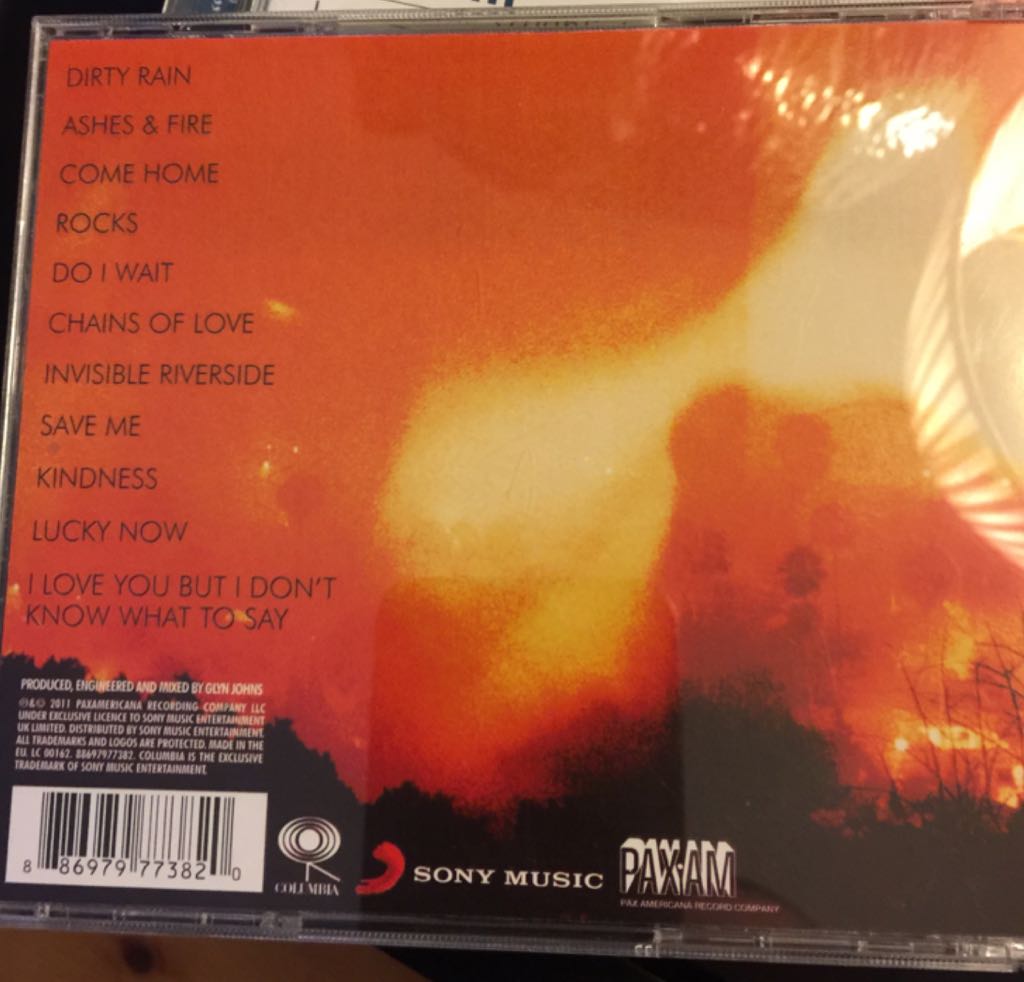 DIRTY RAIN
ASHES & FIRE
COME HOME
ROCKS
DO I WAIT
CHAINS OF LOVE
INVISIBLE RIVERSIDE
SAVE ME
KINDNESS
LUCKY NOW
I LOVE YOU BUT I DON'T
KNOW WHAT TO SAY
PRODUCED, ENGINEERED AND MIXED BY GLYN JOHNS
℗&© 2011 PAXAMERICANA RECORDING COMPANY LLC
UNDER EXCLUSIVE LICENCE TO SONY MUSIC ENTERTAINMENT
UK LIMITED. DISTRIBUTED BY SONY MUSIC ENTERTAINMENT.
ALL TRADEMARKS AND LOGOS ARE PROTECTED. MADE IN THE
EU. LC 00162. 88697977382. COLUMBIA IS THE EXCLUSIVE
TRADEMARK OF SONY MUSIC ENTERTAINMENT.
8 86979 77382 0
COLUMBIA
SONY MUSIC
PAX-AM
PAX AMERICANA RECORD COMPANY